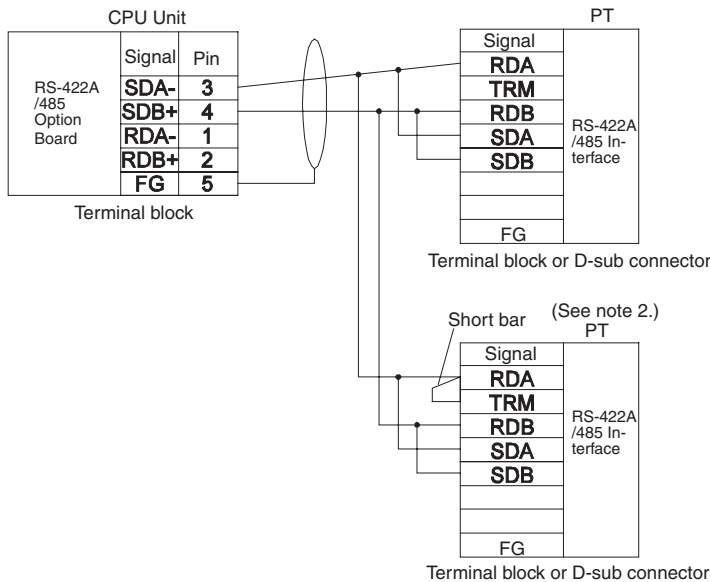 CPU Unit
Signal Pin
RS-422A
/485
Option
Board
SDA- 3
SDB+ 4
RDA- 1
RDB+ 2
FG 5
Terminal block
PT
Signal
RDA
TRM
RDB
SDA
SDB
FG
RS-422A
/485 In-
terface
Terminal block or D-sub connector
Short bar
(See note 2.)
PT
Signal
RDA
TRM
RDB
SDA
SDB
FG
RS-422A
/485 In-
terface
Terminal block or D-sub connector